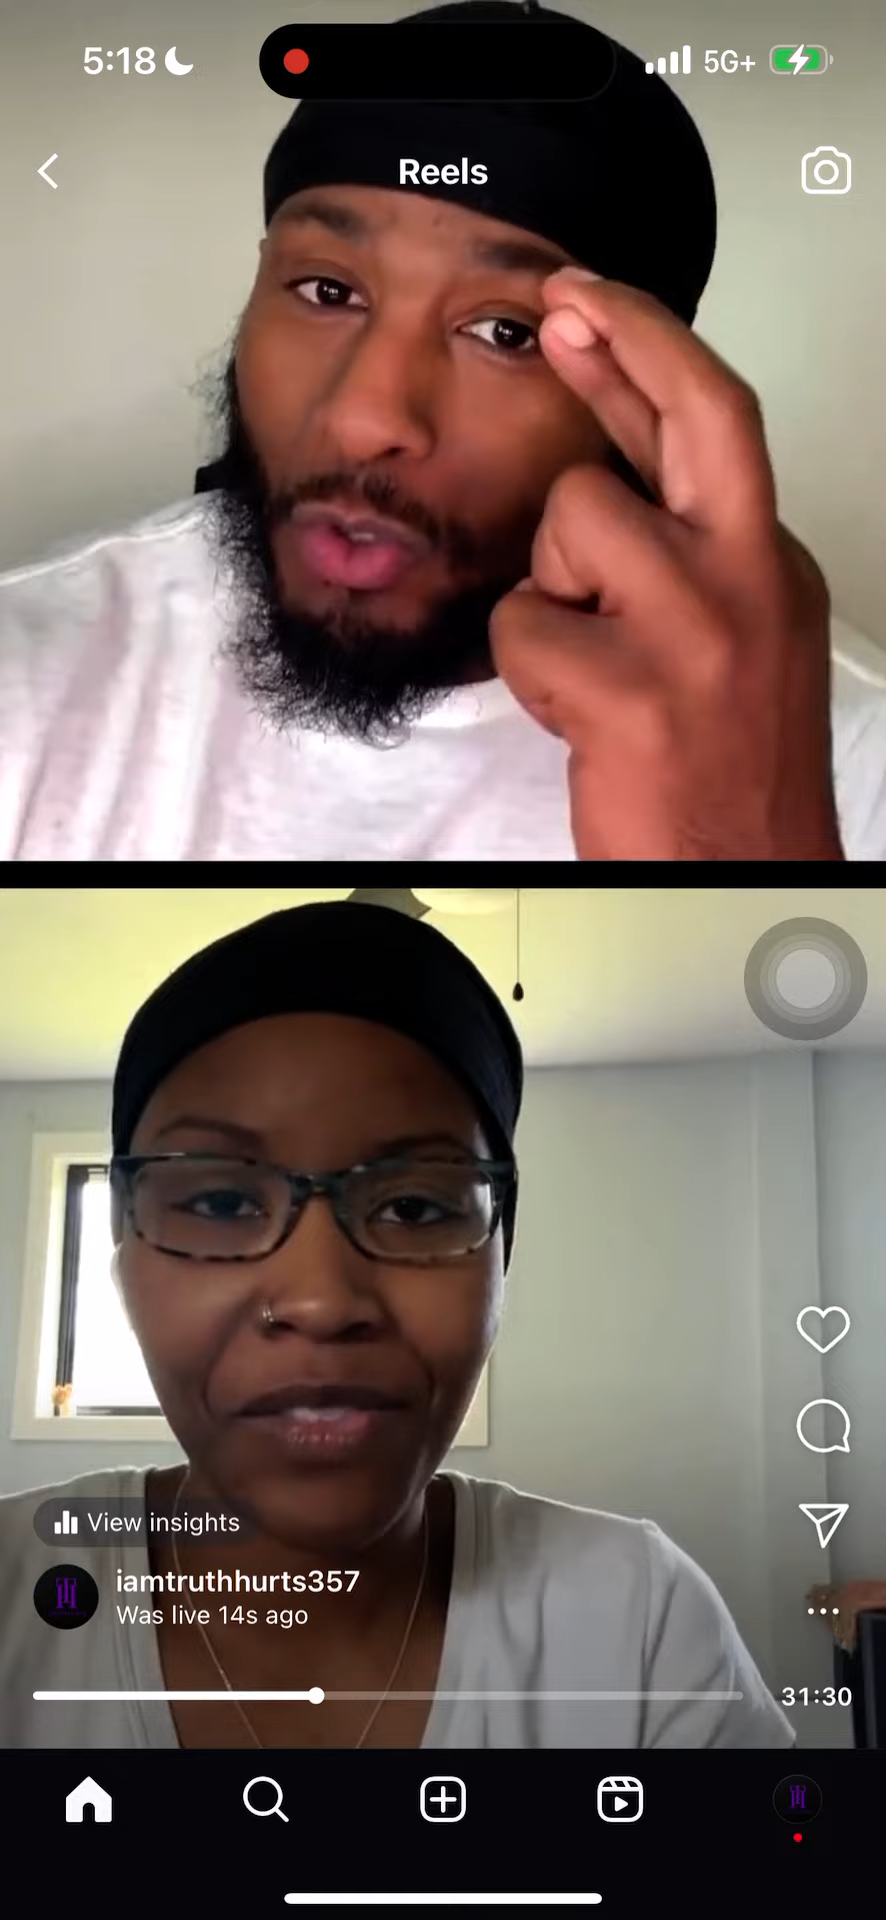 5:18
5G+
Reels
View insights
iamtruthhurts357
Was live 14s ago
31:30